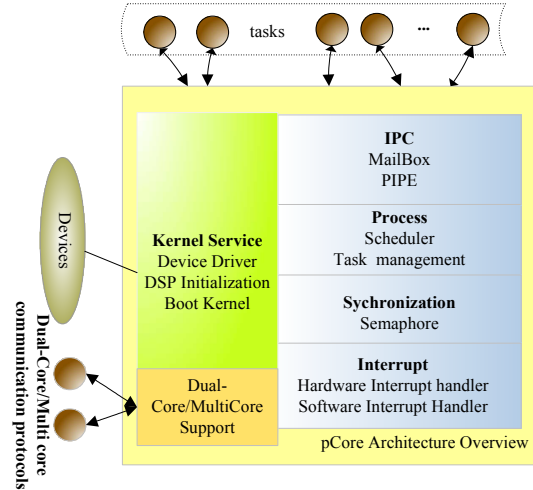 tasks
...
IPC
MailBox
PIPE
Process
Scheduler
Task management
Sychronization
Semaphore
Interrupt
Hardware Interrupt handler
Software Interrupt Handler
Kernel Service
Device Driver
DSP Initialization
Boot Kernel
Dual-
Core/MultiCore
Support
pCore Architecture Overview
Devices
Dual-Core/Multi core
communication protocols